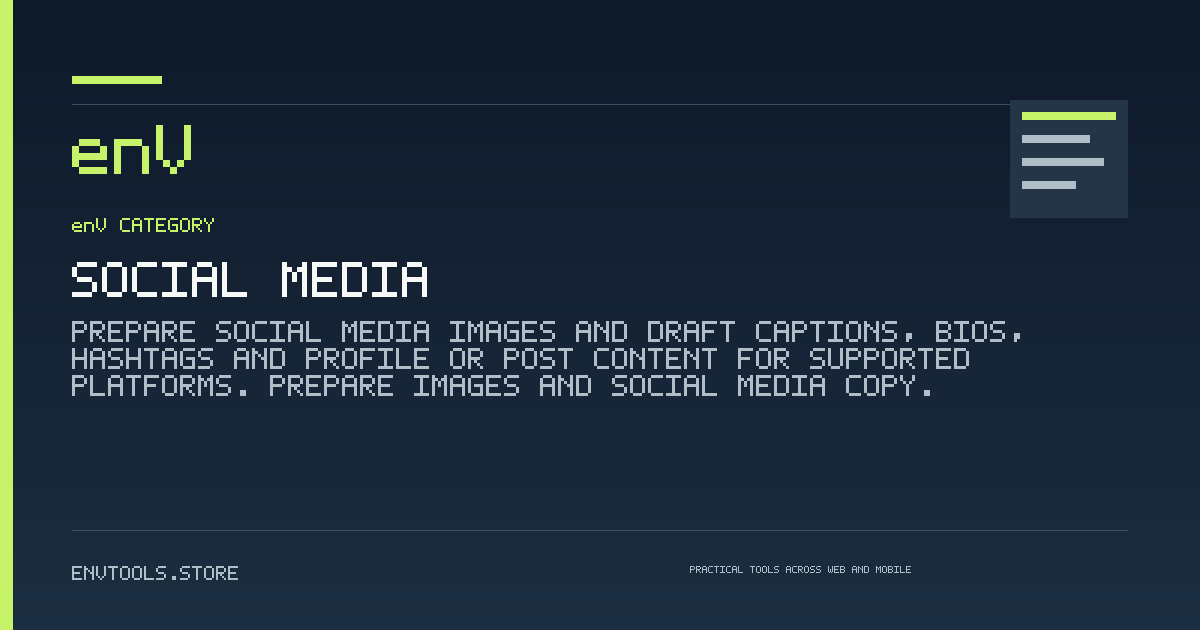 enV
enV CATEGORY
SOCIAL MEDIA
PREPARE SOCIAL MEDIA IMAGES AND DRAFT CAPTIONS, BIOS,
HASHTAGS AND PROFILE OR POST CONTENT FOR SUPPORTED
PLATFORMS. PREPARE IMAGES AND SOCIAL MEDIA COPY.
ENVTOOLS.STORE
PRACTICAL TOOLS ACROSS WEB AND MOBILE